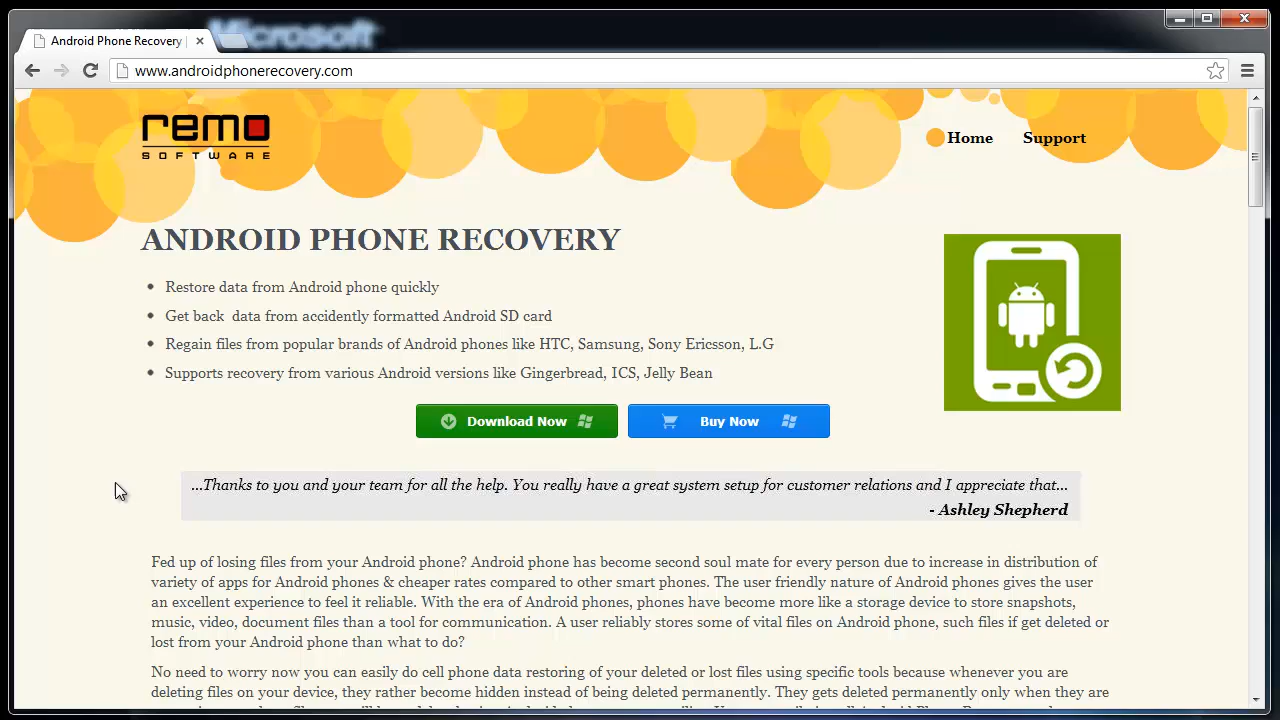 Microsoft
Android Phone Recovery
www.androidphonerecovery.com
remo
SOFTWARE
Home Support
ANDROID PHONE RECOVERY
Restore data from Android phone quickly
Get back data from accidently formatted Android SD card
Regain files from popular brands of Android phones like HTC, Samsung, Sony Ericsson, L.G
Supports recovery from various Android versions like Gingerbread, ICS, Jelly Bean
Download Now Buy Now
...Thanks to you and your team for all the help. You really have a great system setup for customer relations and I appreciate that...
- Ashley Shepherd
Fed up of losing files from your Android phone? Android phone has become second soul mate for every person due to increase in distribution of
variety of apps for Android phones & cheaper rates compared to other smart phones. The user friendly nature of Android phones gives the user
an excellent experience to feel it reliable. With the era of Android phones, phones have become more like a storage device to store snapshots,
music, video, document files than a tool for communication. A user reliably stores some of vital files on Android phone, such files if get deleted or
lost from your Android phone than what to do?
No need to worry now you can easily do cell phone data restoring of your deleted or lost files using specific tools because whenever you are
deleting files on your device, they rather become hidden instead of being deleted permanently. They gets deleted permanently only when they are